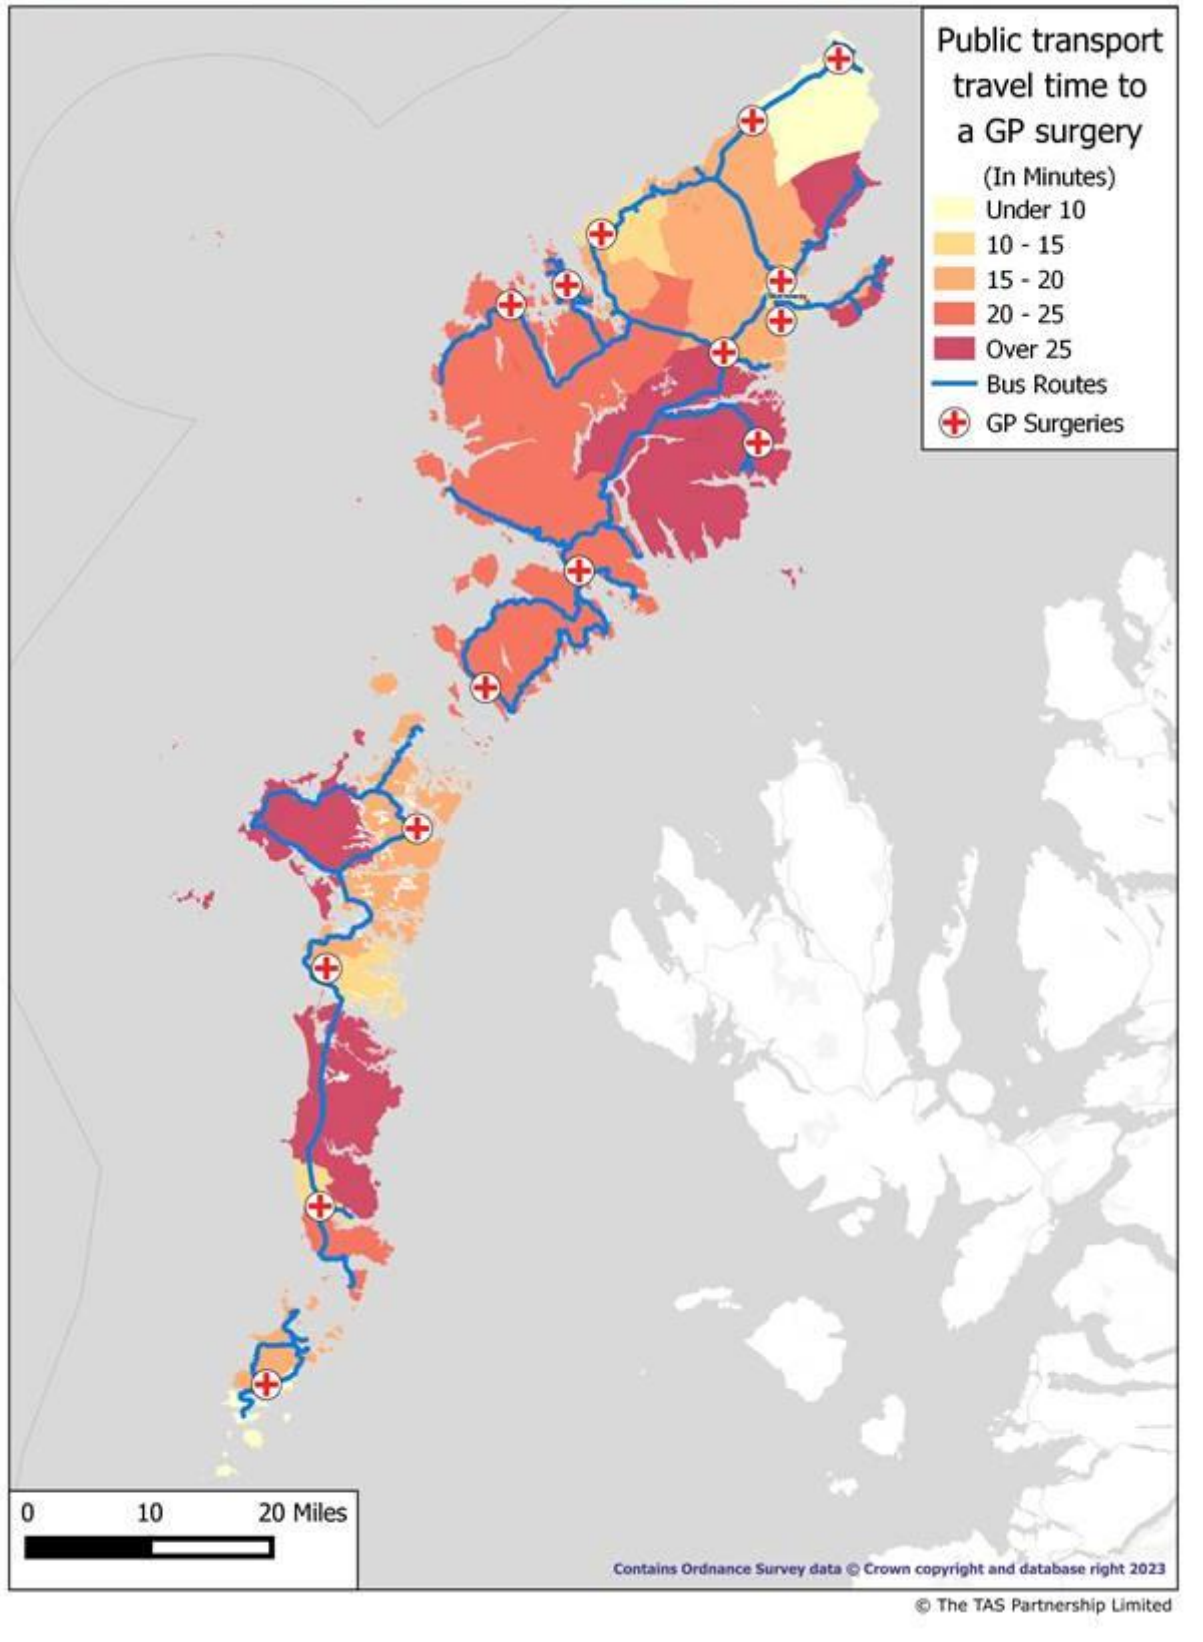 Public transport
travel time to
a GP surgery
(In Minutes)
Under 10
10 - 15
15 - 20
20 - 25
Over 25
Bus Routes
GP Surgeries
0 10 20 Miles
Contains Ordnance Survey data © Crown copyright and database right 2023
© The TAS Partnership Limited